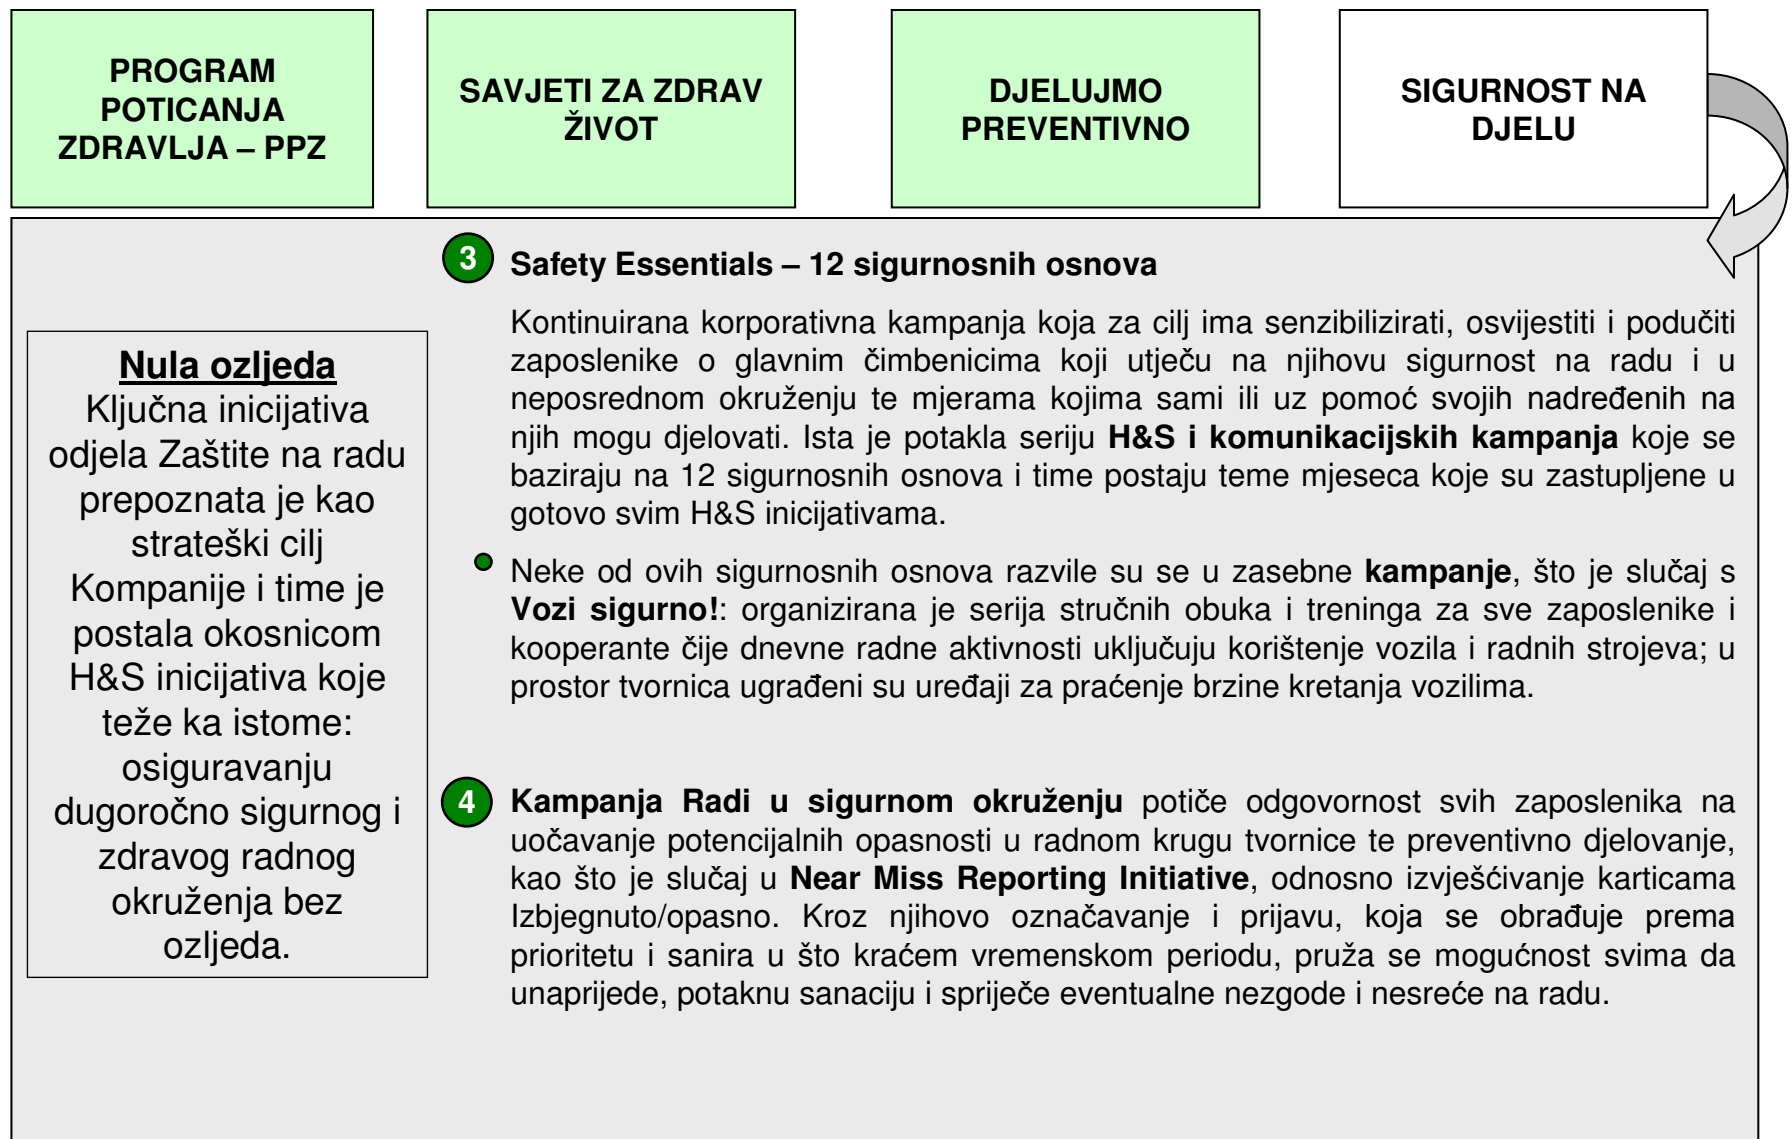 PROGRAM
POTICANJA
ZDRAVLJA – PPZ
SAVJETI ZA ZDRAV
ŽIVOT
DJELUJMO
PREVENTIVNO
SIGURNOST NA
DJELU
Nula ozljeda
Ključna inicijativa
odjela Zaštite na radu
prepoznata je kao
strateški cilj
Kompanije i time je
postala okosnicom
H&S inicijativa koje
teže ka istome:
osiguravanju
dugoročno sigurnog i
zdravog radnog
okruženja bez
ozljeda.
3 Safety Essentials – 12 sigurnosnih osnova
Kontinuirana korporativna kampanja koja za cilj ima senzibilizirati, osvijestiti i podučiti
zaposlenike o glavnim čimbenicima koji utječu na njihovu sigurnost na radu i u
neposrednom okruženju te mjerama kojima sami ili uz pomoć svojih nadređenih na
njih mogu djelovati. Ista je potakla seriju H&S i komunikacijskih kampanja koje se
baziraju na 12 sigurnosnih osnova i time postaju teme mjeseca koje su zastupljene u
gotovo svim H&S inicijativama.
Neke od ovih sigurnosnih osnova razvile su se u zasebne kampanje, što je slučaj s
Vozi sigurno!: organizirana je serija stručnih obuka i treninga za sve zaposlenike i
kooperante čije dnevne radne aktivnosti uključuju korištenje vozila i radnih strojeva; u
prostor tvornica ugrađeni su uređaji za praćenje brzine kretanja vozilima.
4 Kampanja Radi u sigurnom okruženju potiče odgovornost svih zaposlenika na
uočavanje potencijalnih opasnosti u radnom krugu tvornice te preventivno djelovanje,
kao što je slučaj u Near Miss Reporting Initiative, odnosno izvješćivanje karticama
Izbjegnuto/opasno. Kroz njihovo označavanje i prijavu, koja se obrađuje prema
prioritetu i sanira u što kraćem vremenskom periodu, pruža se mogućnost svima da
unaprijede, potaknu sanaciju i spriječe eventualne nezgode i nesreće na radu.